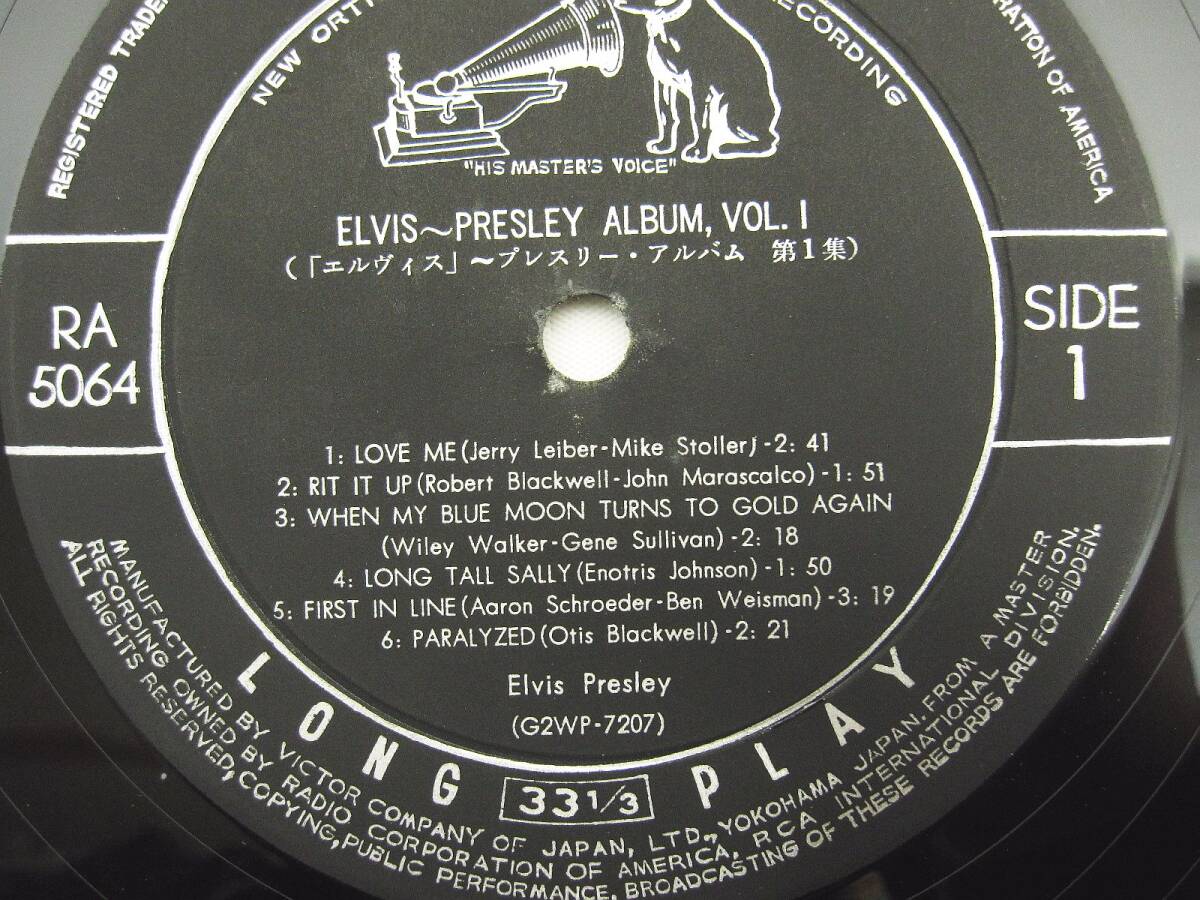 REGISTERED TRADE
NEW ORTH
RECORDING
RATION OF AMERICA
"HIS MASTER'S VOICE"
ELVIS～PRESLEY ALBUM, VOL. I
(「エルヴィス」～プレスリー・アルバム 第1集)
RA
5064
SIDE
1
1: LOVE ME (Jerry Leiber-Mike Stoller) -2: 41
2: RIT IT UP (Robert Blackwell-John Marascalco) -1: 51
3: WHEN MY BLUE MOON TURNS TO GOLD AGAIN
(Wiley Walker-Gene Sullivan) -2: 18
4: LONG TALL SALLY (Enotris Johnson) -1: 50
5: FIRST IN LINE (Aaron Schroeder-Ben Weisman) -3: 19
6: PARALYZED (Otis Blackwell) -2: 21
Elvis Presley
(G2WP-7207)
LONG 33 1/3 PLAY
MANUFACTURED BY VICTOR COMPANY OF JAPAN, LTD., YOKOHAMA JAPAN. FROM A MASTER
RECORDING OWNED BY RADIO CORPORATION OF AMERICA, RCA INTERNATIONAL DIVISION.
ALL RIGHTS RESERVED, COPYING, PUBLIC PERFORMANCE, BROADCASTING OF THESE RECORDS ARE FORBIDDEN.